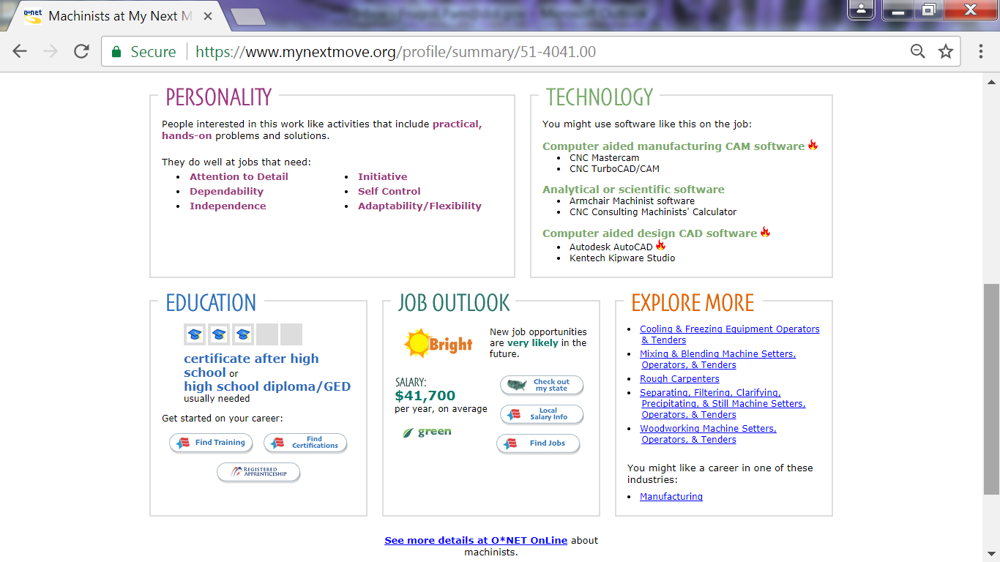 o*net Machinists at My Next M
Secure https://www.mynextmove.org/profile/summary/51-4041.00
PERSONALITY
People interested in this work like activities that include practical,
hands-on problems and solutions.
They do well at jobs that need:
• Attention to Detail
• Dependability
• Independence
• Initiative
• Self Control
• Adaptability/Flexibility
TECHNOLOGY
You might use software like this on the job:
Computer aided manufacturing CAM software
• CNC Mastercam
• CNC TurboCAD/CAM
Analytical or scientific software
• Armchair Machinist software
• CNC Consulting Machinists' Calculator
Computer aided design CAD software
• Autodesk AutoCAD
• Kentech Kipware Studio
EDUCATION
certificate after high
school or
high school diploma/GED
usually needed
Get started on your career:
Find Training
Find
Certifications
REGISTERED
APPRENTICESHIP
JOB OUTLOOK
Bright
New job opportunities
are very likely in the
future.
SALARY:
$41,700
per year, on average
green
Check out
my state
Local
Salary Info
Find Jobs
EXPLORE MORE
• Cooling & Freezing Equipment Operators
& Tenders
• Mixing & Blending Machine Setters,
Operators, & Tenders
• Rough Carpenters
• Separating, Filtering, Clarifying,
Precipitating, & Still Machine Setters,
Operators, & Tenders
• Woodworking Machine Setters,
Operators, & Tenders
You might like a career in one of these
industries:
• Manufacturing
See more details at O*NET OnLine about
machinists.